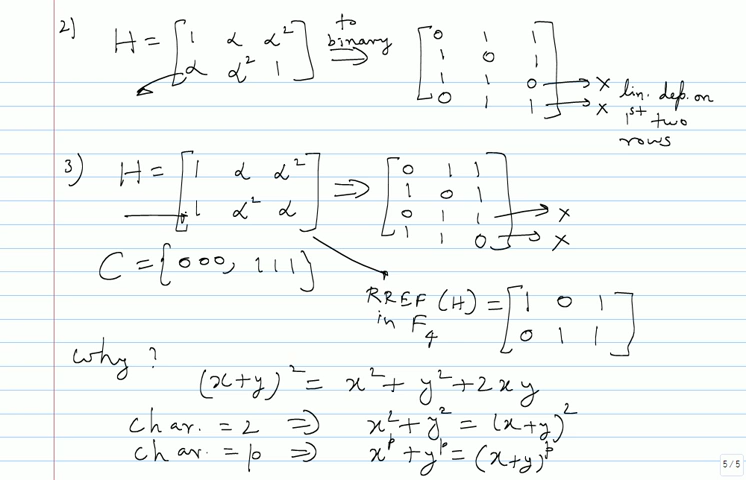 2) H = [1 α α² / α α² 1] to binary ⇒ [0 1 1 / 1 0 1 / 1 1 0 / 0 1 1] → x → x lin. dep. on 1st two rows
3) H = [1 α α² / 1 α² α] ⇒ [0 1 1 / 1 0 1 / 0 1 1 / 1 1 0] → x → x
C = {000, 111}
RREF (H) in F₄ = [1 0 1 / 0 1 1]
Why?
(x+y)² = x² + y² + 2xy
char. = 2 ⇒ x² + y² = (x+y)²
char. = p ⇒ xᵖ + yᵖ = (x+y)ᵖ
5/5